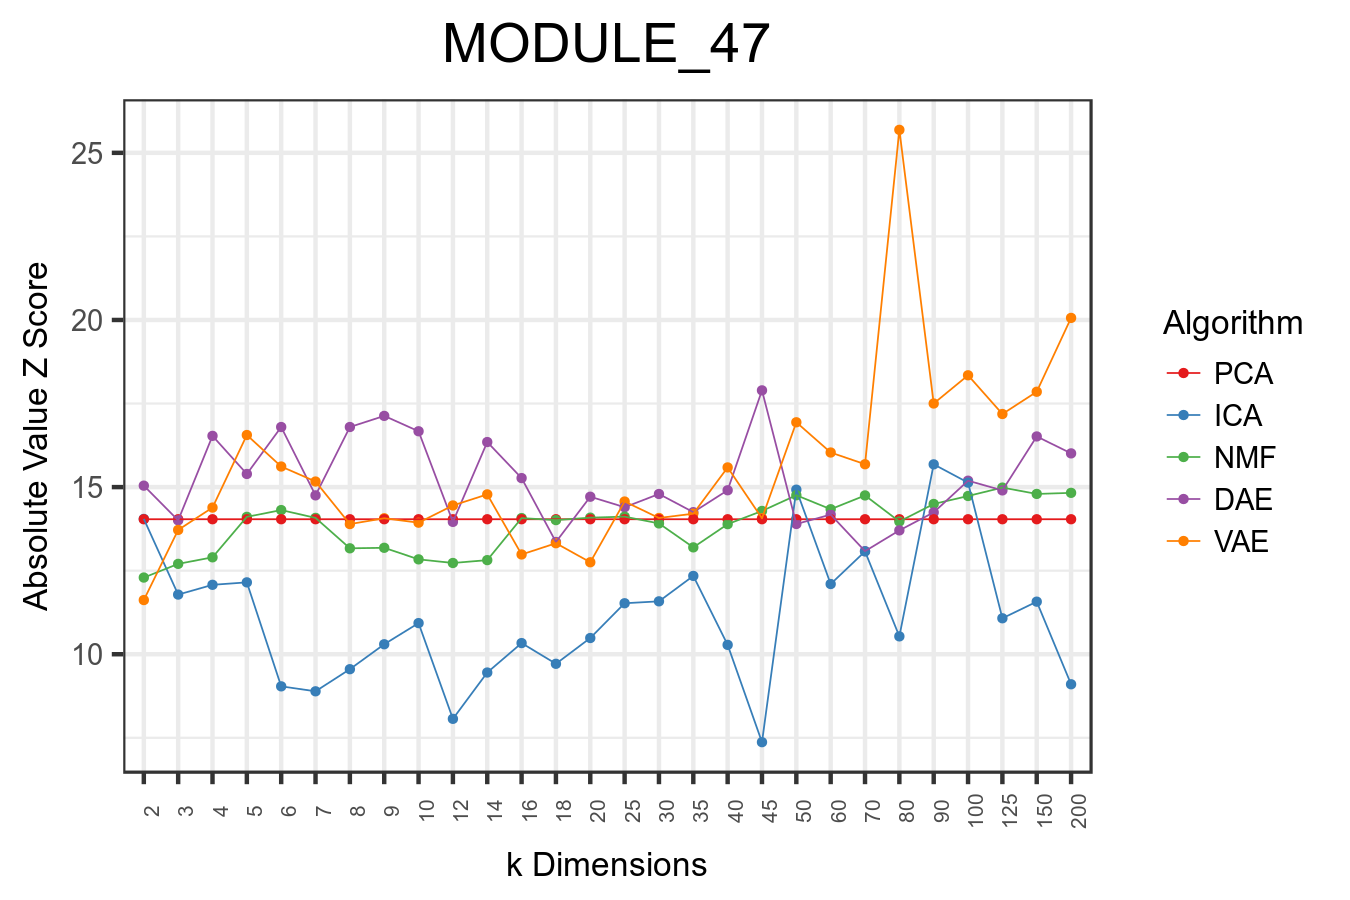 MODULE_47
Absolute Value Z Score
25
20
15
10
2 3 4 5 6 7 8 9 10 12 14 16 18 20 25 30 35 40 45 50 60 70 80 90 100 125 150 200
k Dimensions
Algorithm
PCA
ICA
NMF
DAE
VAE